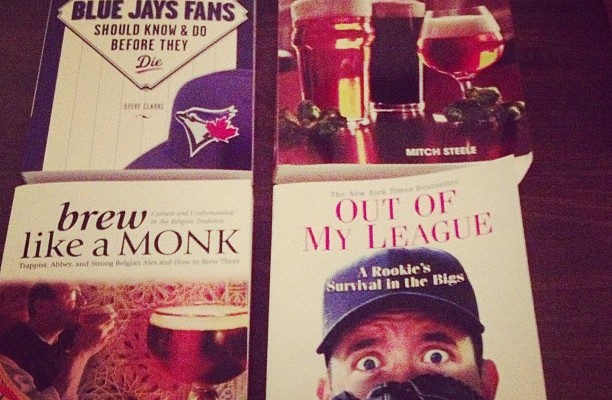 BLUE JAYS FANS
SHOULD KNOW & DO
BEFORE THEY
Die
STEVE CLARKE
MITCH STEELE
brew
Culture and Craftsmanship
in the Belgian Tradition
like a MONK
Trappist, Abbey, and Strong Belgian Ales and How to Brew Them
The New York Times Bestseller
OUT OF
MY LEAGUE
A Rookie's
Survival in the Bigs